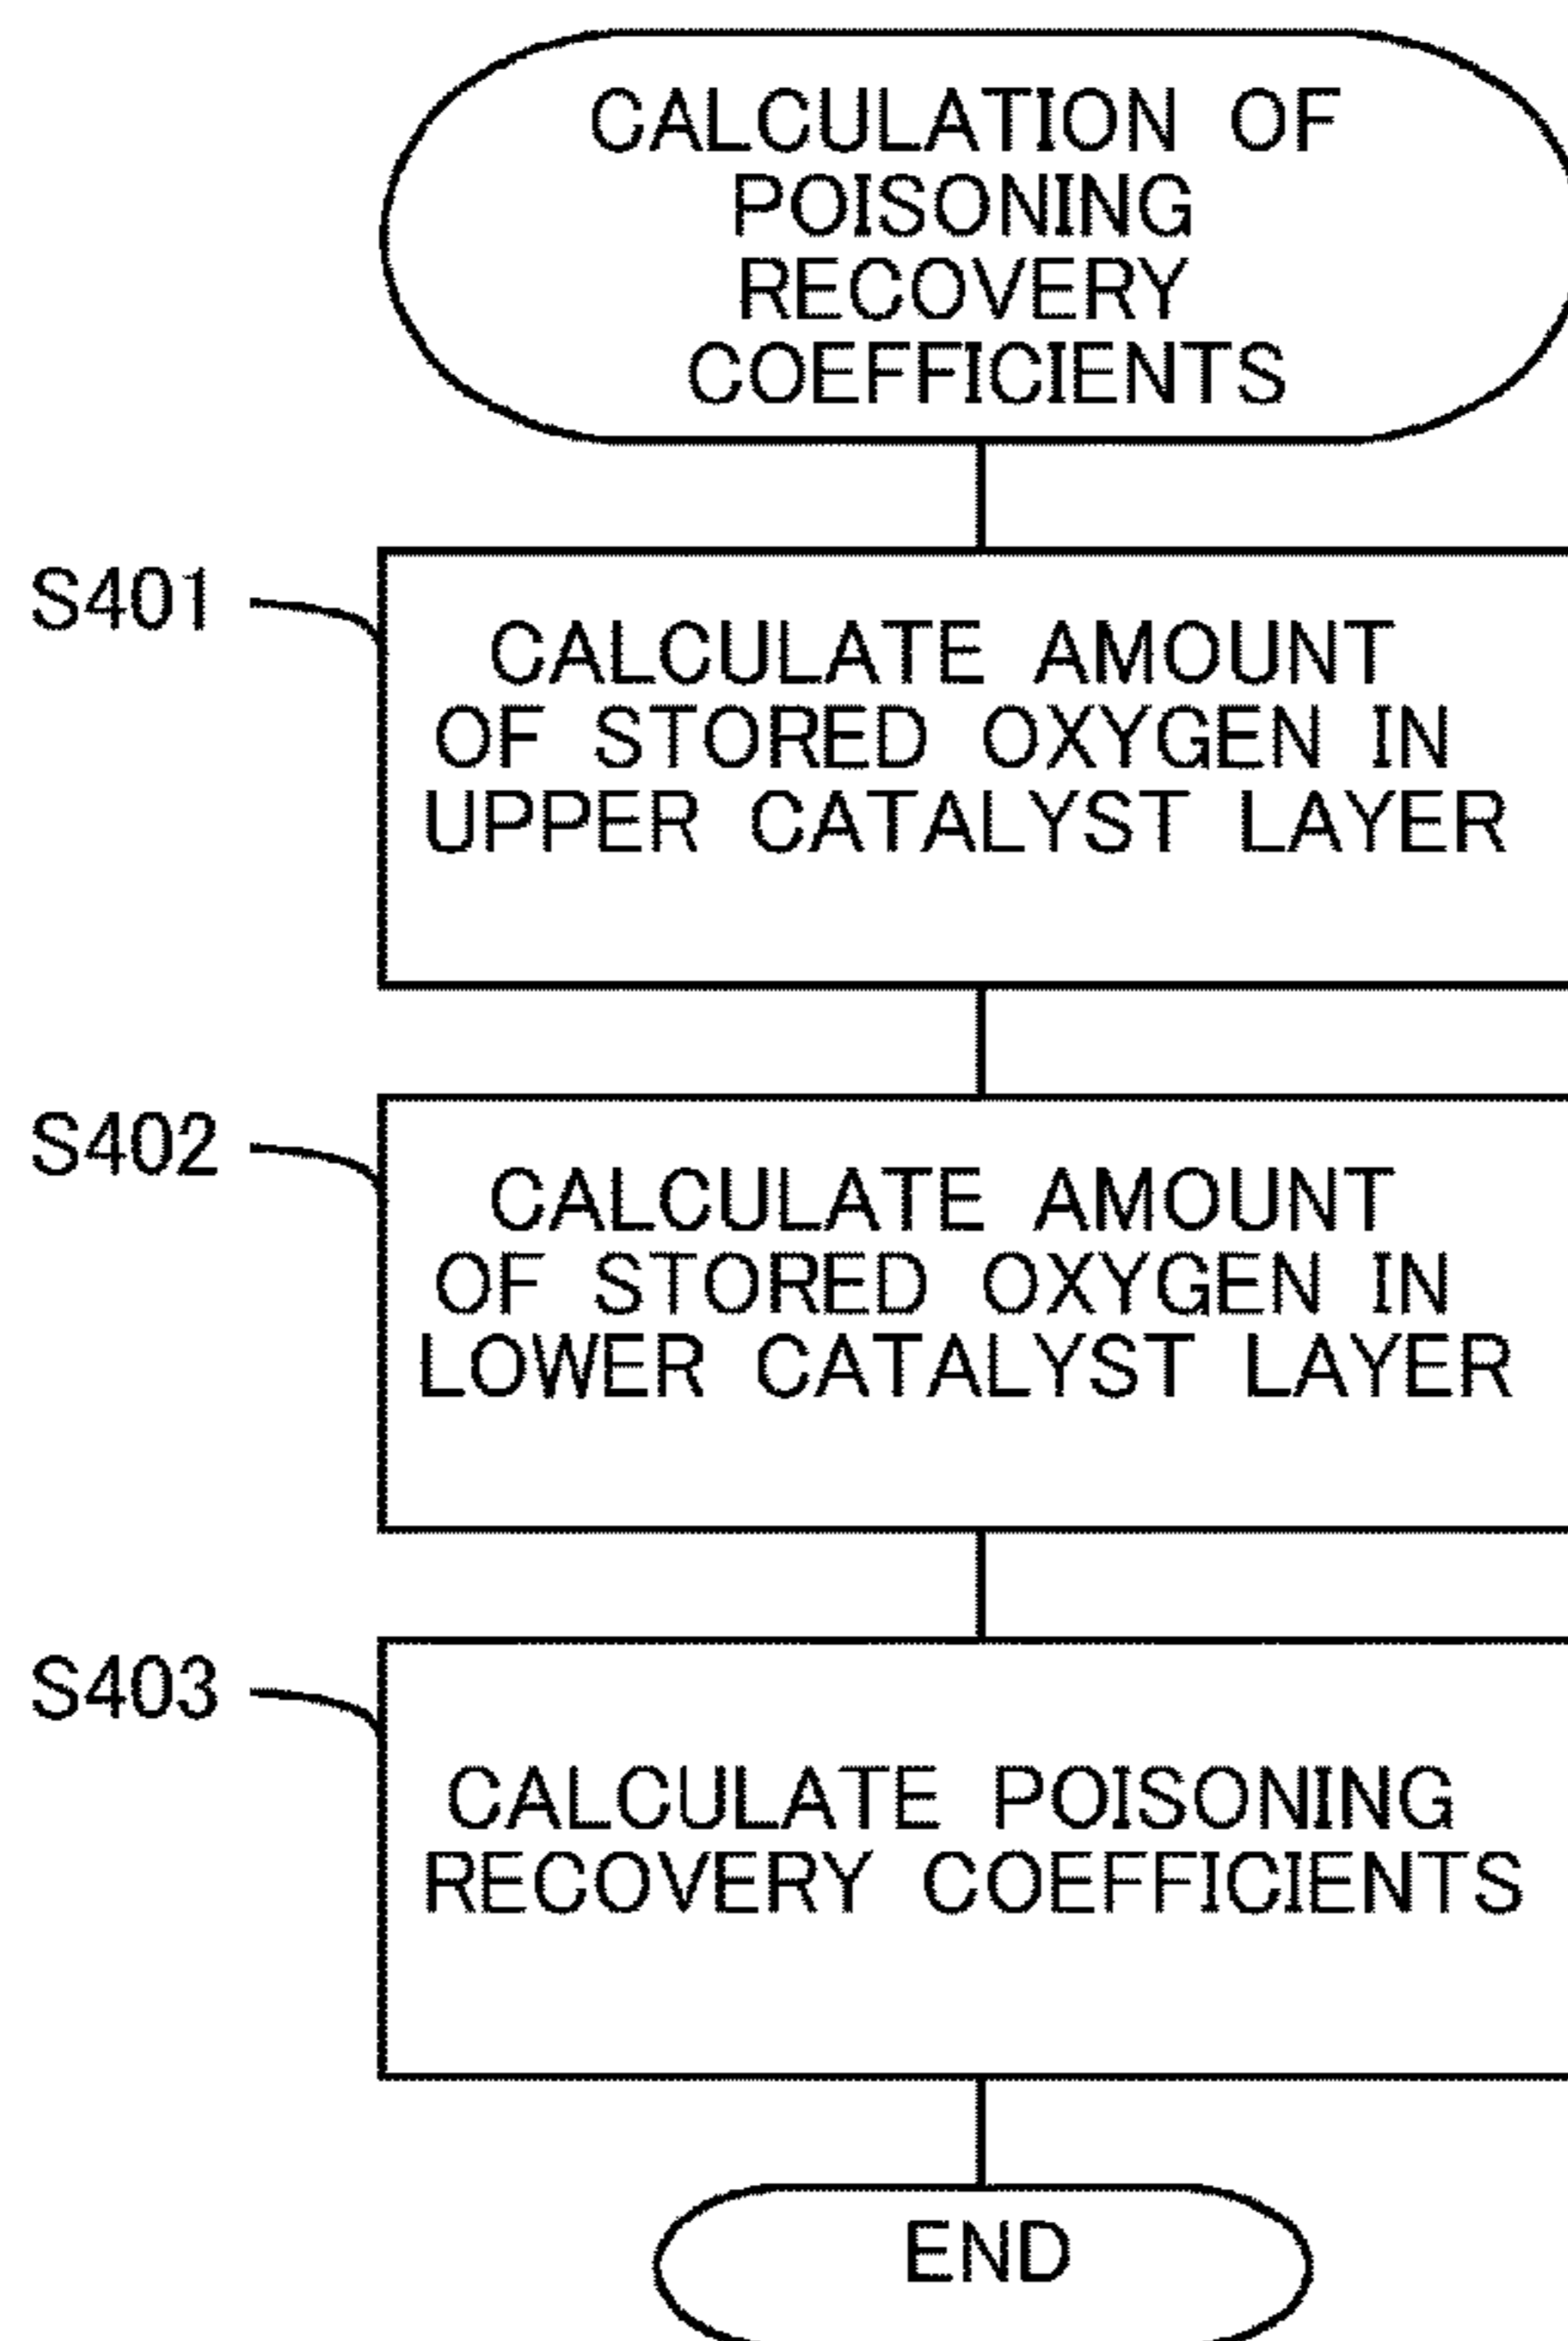 CALCULATION OF
POISONING
RECOVERY
COEFFICIENTS
S401
CALCULATE AMOUNT
OF STORED OXYGEN IN
UPPER CATALYST LAYER
S402
CALCULATE AMOUNT
OF STORED OXYGEN IN
LOWER CATALYST LAYER
S403
CALCULATE POISONING
RECOVERY COEFFICIENTS
END